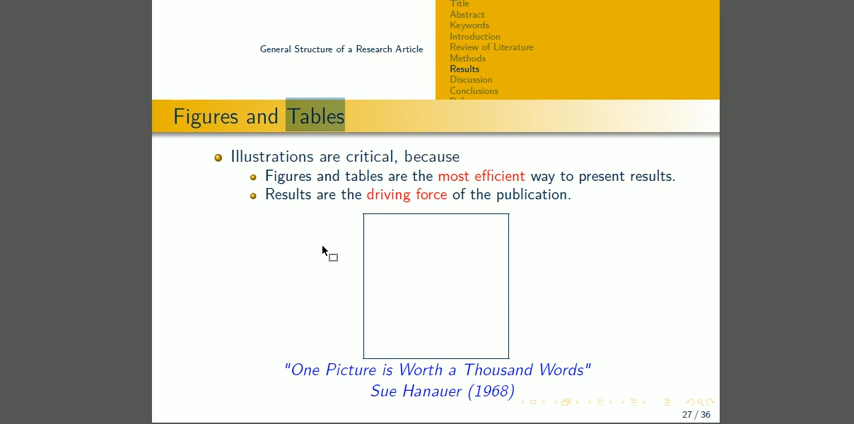 General Structure of a Research Article
Title
Abstract
Keywords
Introduction
Review of Literature
Methods
Results
Discussion
Conclusions
Figures and Tables
Illustrations are critical, because
Figures and tables are the most efficient way to present results.
Results are the driving force of the publication.
"One Picture is Worth a Thousand Words"
Sue Hanauer (1968)
27 / 36